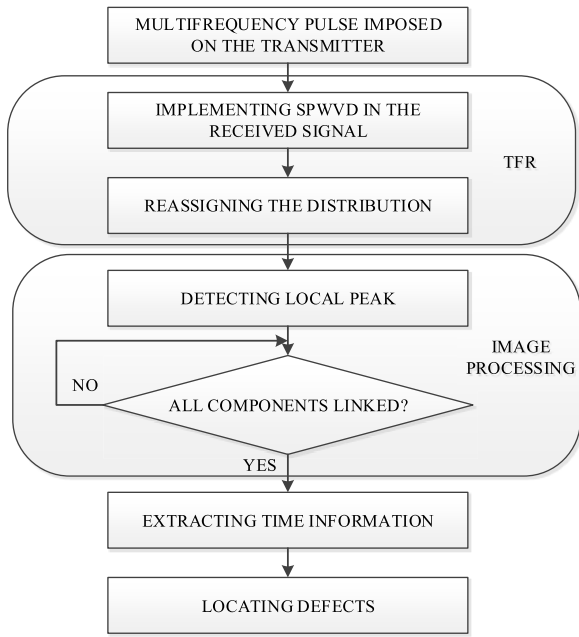 MULTIFREQUENCY PULSE IMPOSED
ON THE TRANSMITTER
IMPLEMENTING SPWVD IN THE
RECEIVED SIGNAL
TFR
REASSIGNING THE DISTRIBUTION
DETECTING LOCAL PEAK
IMAGE
PROCESSING
NO
ALL COMPONENTS LINKED?
YES
EXTRACTING TIME INFORMATION
LOCATING DEFECTS